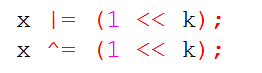 x |= (1 << k);
x ^= (1 << k);